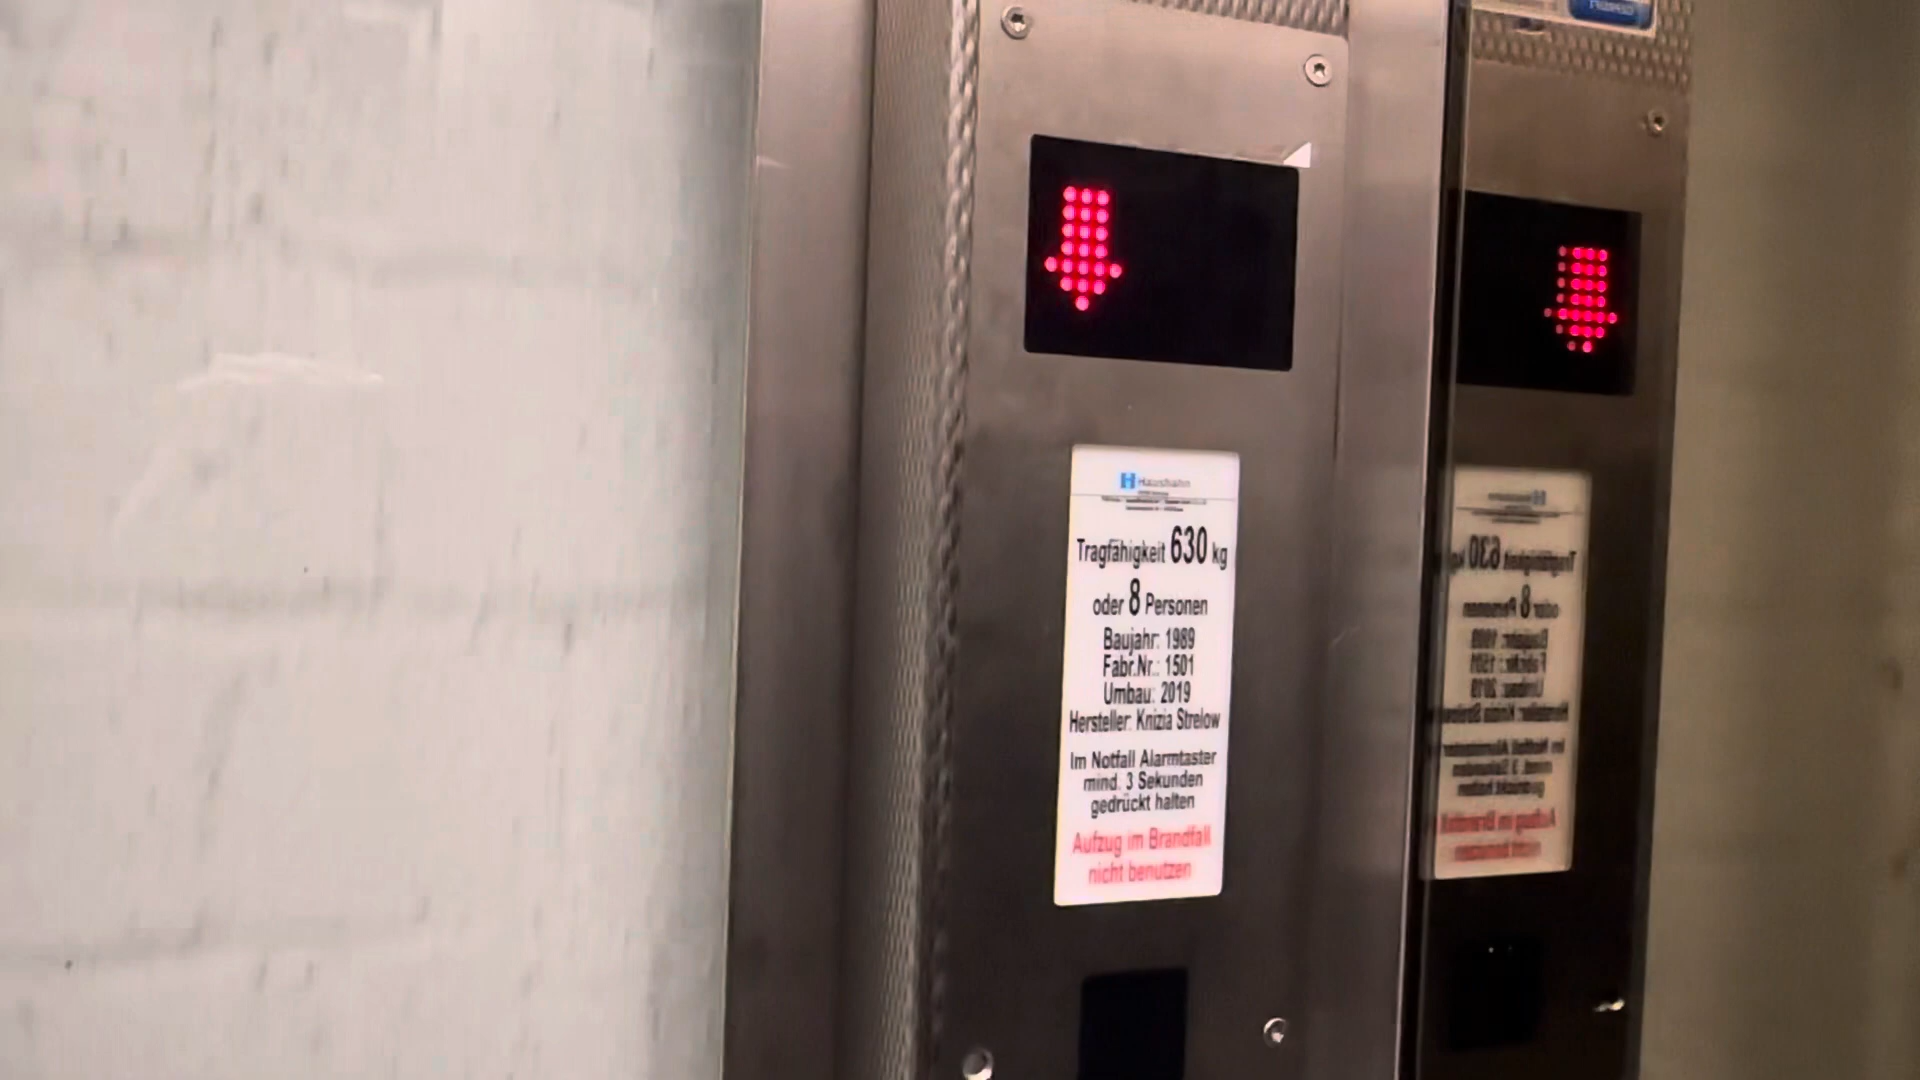 Haushahn
Tragfähigkeit 630 kg
oder 8 Personen
Baujahr: 1989
Fabr.Nr.: 1501
Umbau: 2019
Hersteller: Knizia Strelow
Im Notfall Alarmtaster
mind. 3 Sekunden
gedrückt halten
Aufzug im Brandfall
nicht benutzen